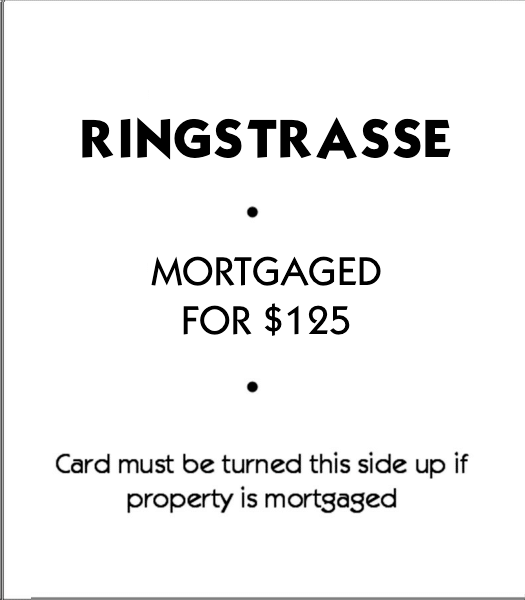 RINGSTRASSE
•
MORTGAGED
FOR $125
•
Card must be turned this side up if
property is mortgaged